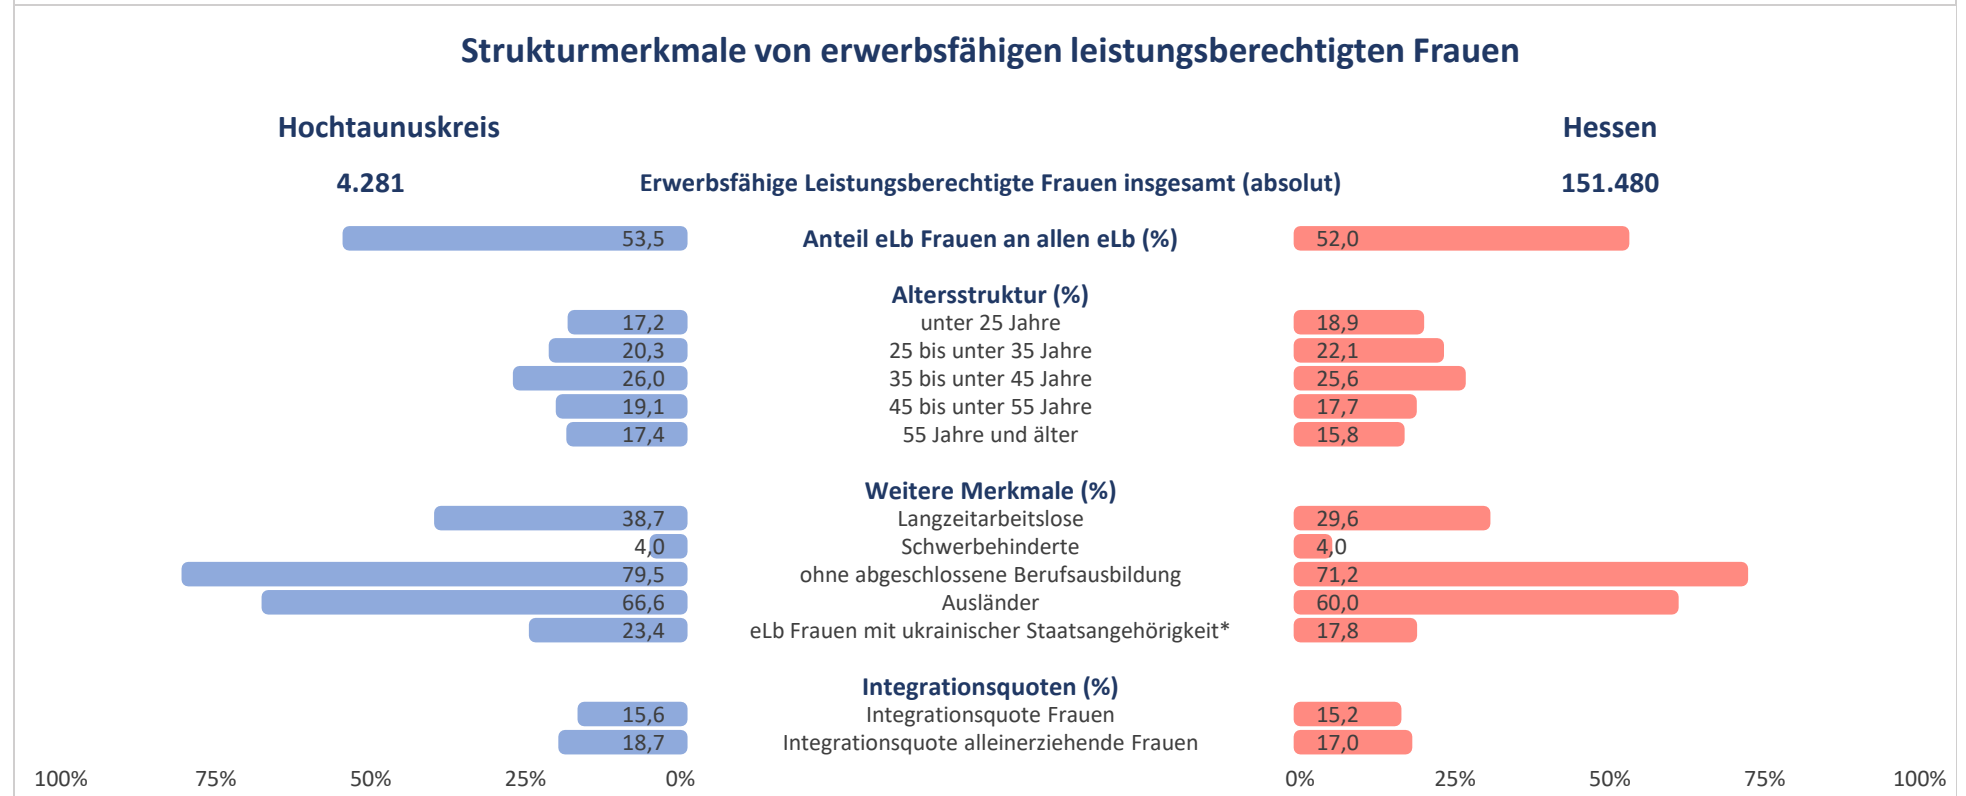 Strukturmerkmale von erwerbsfähigen leistungsberechtigten Frauen
Hochtaunuskreis Hessen
4.281 Erwerbsfähige Leistungsberechtigte Frauen insgesamt (absolut) 151.480
53,5 Anteil eLb Frauen an allen eLb (%) 52,0
Altersstruktur (%)
17,2 unter 25 Jahre 18,9
20,3 25 bis unter 35 Jahre 22,1
26,0 35 bis unter 45 Jahre 25,6
19,1 45 bis unter 55 Jahre 17,7
17,4 55 Jahre und älter 15,8
Weitere Merkmale (%)
38,7 Langzeitarbeitslose 29,6
4,0 Schwerbehinderte 4,0
79,5 ohne abgeschlossene Berufsausbildung 71,2
66,6 Ausländer 60,0
23,4 eLb Frauen mit ukrainischer Staatsangehörigkeit* 17,8
Integrationsquoten (%)
15,6 Integrationsquote Frauen 15,2
18,7 Integrationsquote alleinerziehende Frauen 17,0
100% 75% 50% 25% 0% 0% 25% 50% 75% 100%